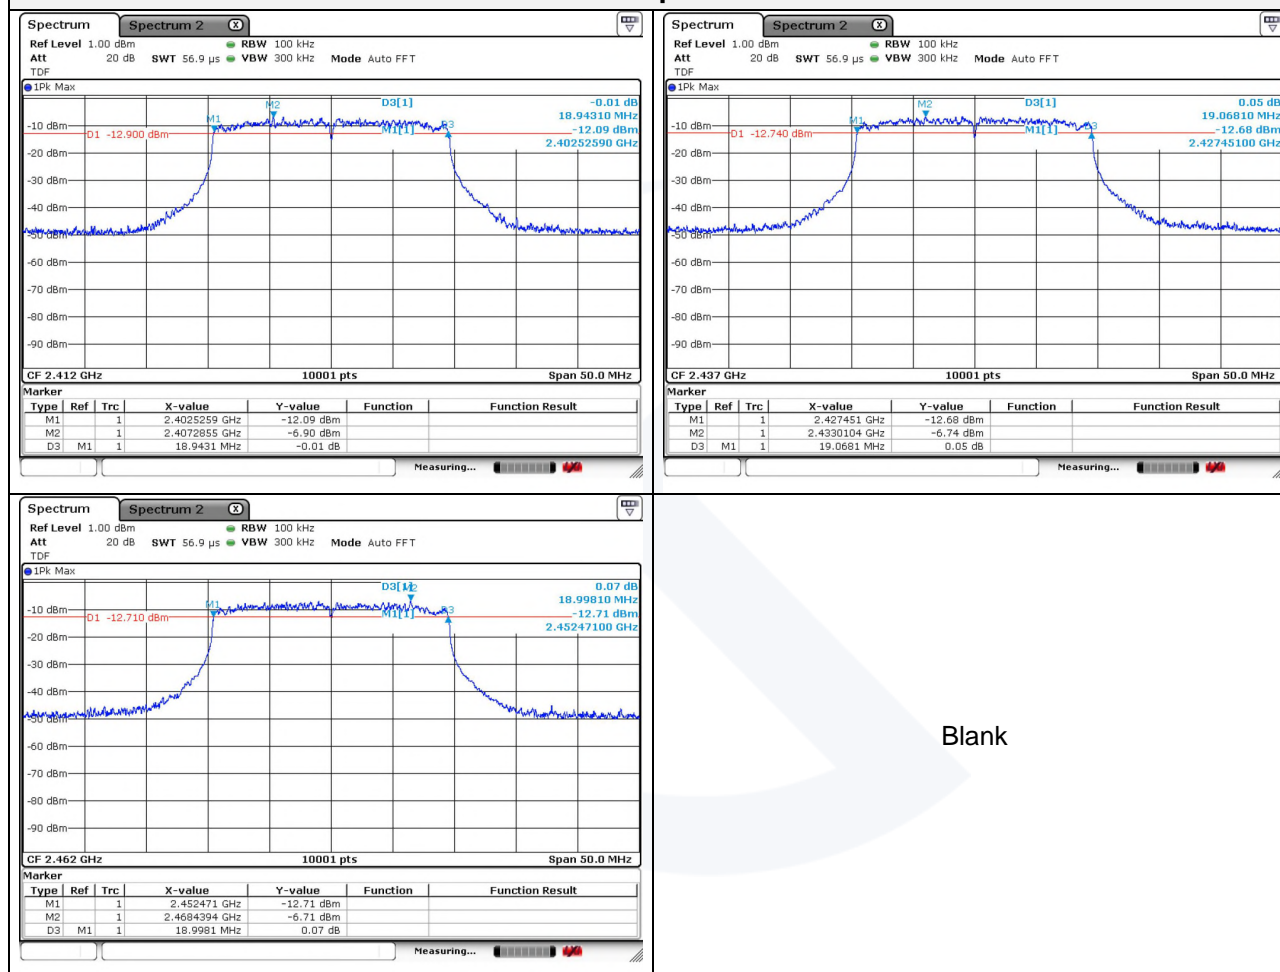 Spectrum Spectrum 2 X
Ref Level 1.00 dBm RBW 100 kHz
Att 20 dB SWT 56.9 µs VBW 300 kHz Mode Auto FFT
TDF
1Pk Max
D3[1] -0.01 dB
18.94310 MHz
M1[1] -12.09 dBm
2.40252590 GHz
M1 M2 D3
D1 -12.900 dBm
-10 dBm
-20 dBm
-30 dBm
-40 dBm
-50 dBm
-60 dBm
-70 dBm
-80 dBm
-90 dBm
CF 2.412 GHz 10001 pts Span 50.0 MHz
Marker
Type Ref Trc X-value Y-value Function Function Result
M1 1 2.4025259 GHz -12.09 dBm
M2 1 2.4072855 GHz -6.90 dBm
D3 M1 1 18.9431 MHz -0.01 dB
Measuring...
Spectrum Spectrum 2 X
Ref Level 1.00 dBm RBW 100 kHz
Att 20 dB SWT 56.9 µs VBW 300 kHz Mode Auto FFT
TDF
1Pk Max
D3[1] 0.05 dB
19.06810 MHz
M1[1] -12.68 dBm
2.42745100 GHz
M1 M2 D3
D1 -12.740 dBm
-10 dBm
-20 dBm
-30 dBm
-40 dBm
-50 dBm
-60 dBm
-70 dBm
-80 dBm
-90 dBm
CF 2.437 GHz 10001 pts Span 50.0 MHz
Marker
Type Ref Trc X-value Y-value Function Function Result
M1 1 2.427451 GHz -12.68 dBm
M2 1 2.4330104 GHz -6.74 dBm
D3 M1 1 19.0681 MHz 0.05 dB
Measuring...
Spectrum Spectrum 2 X
Ref Level 1.00 dBm RBW 100 kHz
Att 20 dB SWT 56.9 µs VBW 300 kHz Mode Auto FFT
TDF
1Pk Max
D3[1] 0.07 dB
18.99810 MHz
M1[1] -12.71 dBm
2.45247100 GHz
M1 M2 D3
D1 -12.710 dBm
-10 dBm
-20 dBm
-30 dBm
-40 dBm
-50 dBm
-60 dBm
-70 dBm
-80 dBm
-90 dBm
CF 2.462 GHz 10001 pts Span 50.0 MHz
Marker
Type Ref Trc X-value Y-value Function Function Result
M1 1 2.452471 GHz -12.71 dBm
M2 1 2.4684394 GHz -6.71 dBm
D3 M1 1 18.9981 MHz 0.07 dB
Measuring...
Blank